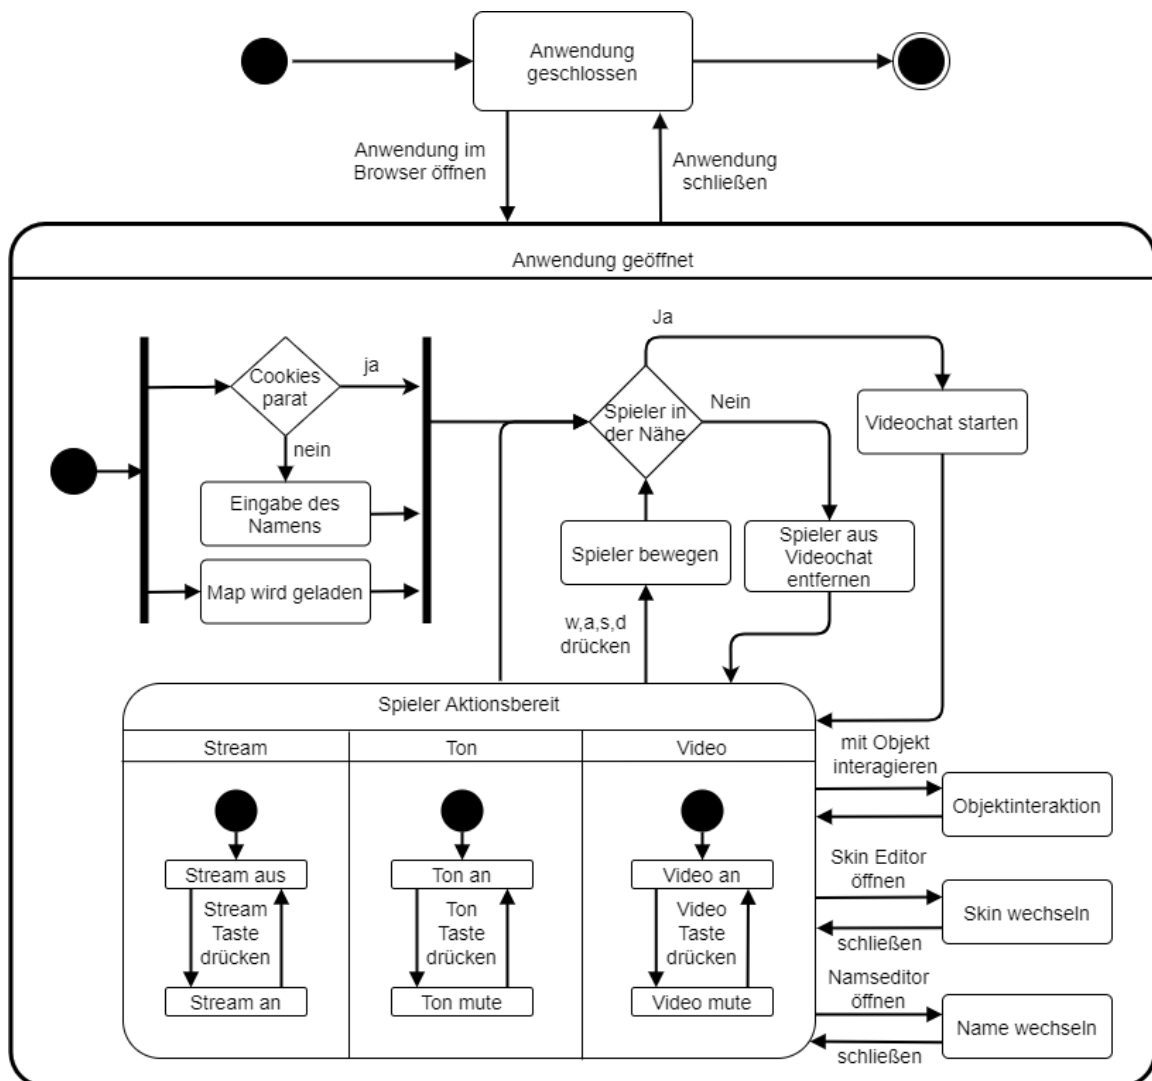 Anwendung
geschlossen
Anwendung im
Browser öffnen
Anwendung
schließen
Anwendung geöffnet
Cookies
parat
ja
nein
Eingabe des
Namens
Map wird geladen
Ja
Spieler in
der Nähe
Nein
Videochat starten
Spieler bewegen
Spieler aus
Videochat
entfernen
w,a,s,d
drücken
Spieler Aktionsbereit
Stream
Ton
Video
Stream aus
Stream
Taste
drücken
Stream an
Ton an
Ton
Taste
drücken
Ton mute
Video an
Video
Taste
drücken
Video mute
mit Objekt
interagieren
Objektinteraktion
Skin Editor
öffnen
Skin wechseln
schließen
Namseditor
öffnen
Name wechseln
schließen